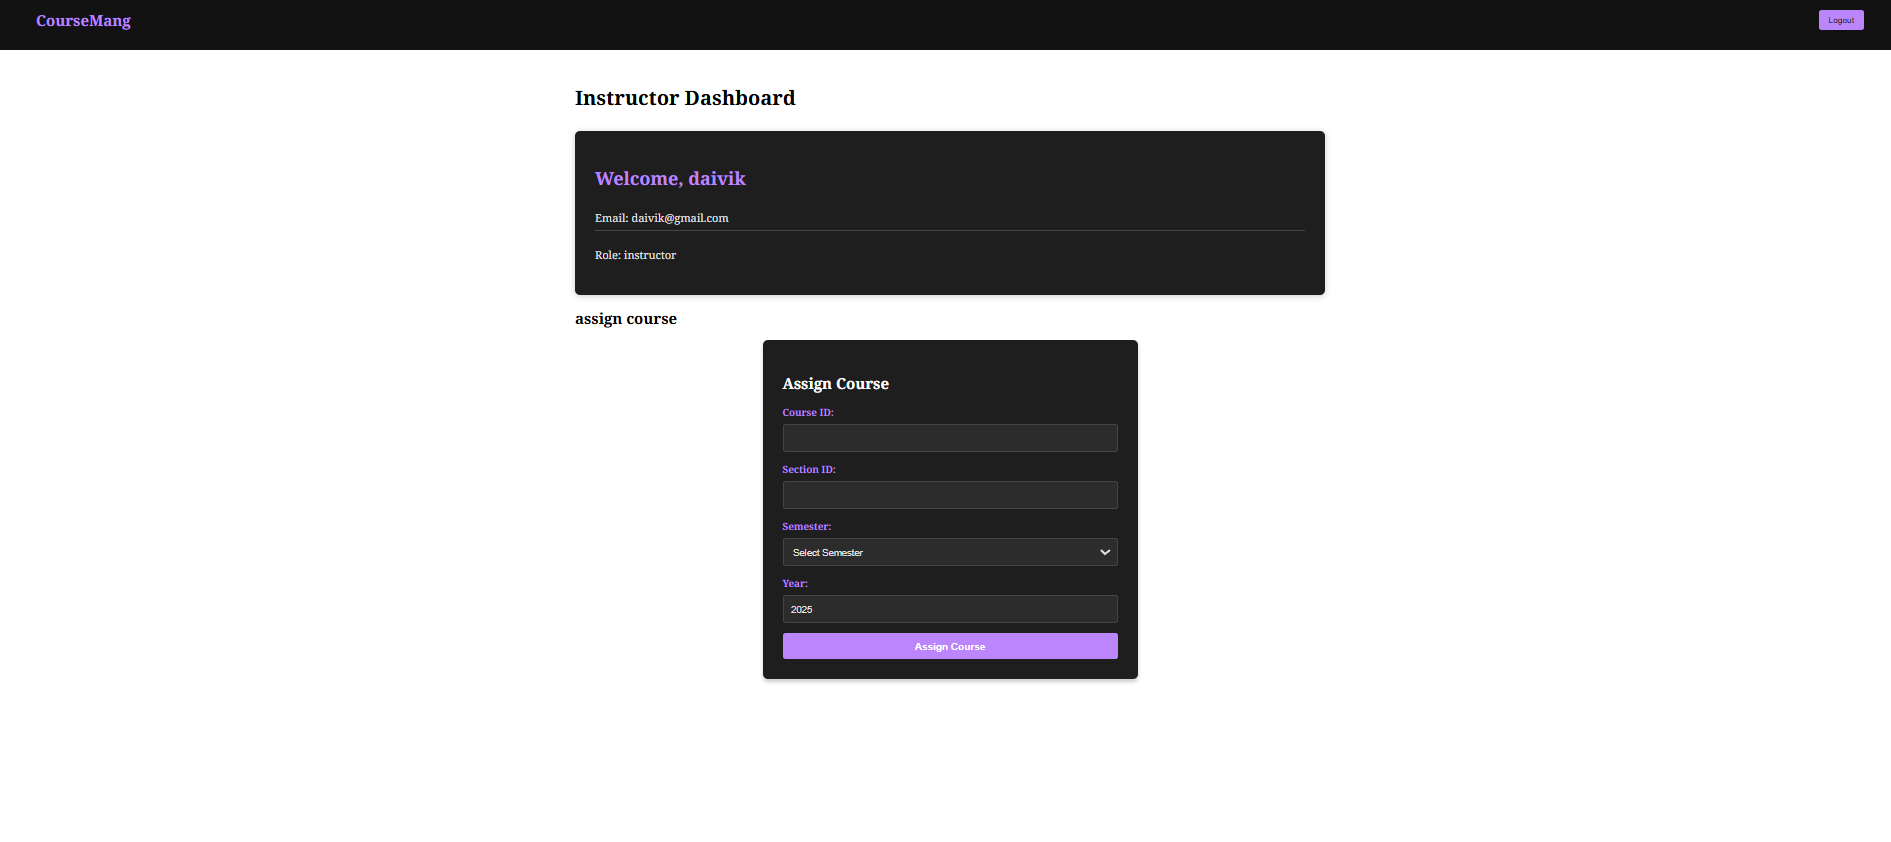 CourseMang
Logout
Instructor Dashboard
Welcome, daivik
Email: daivik@gmail.com
Role: instructor
assign course
Assign Course
Course ID:
Section ID:
Semester:
Select Semester
Year:
2025
Assign Course